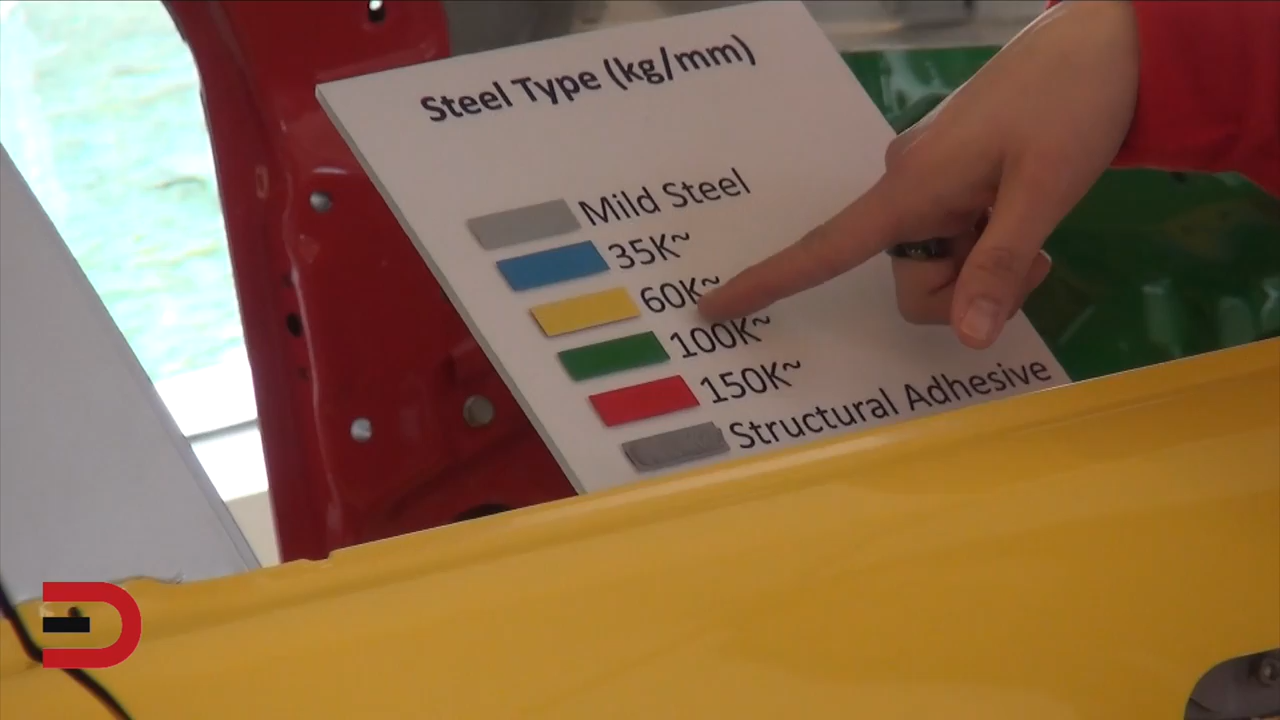 Steel Type (kg/mm)
Mild Steel
35K~
60K~
100K~
150K~
Structural Adhesive